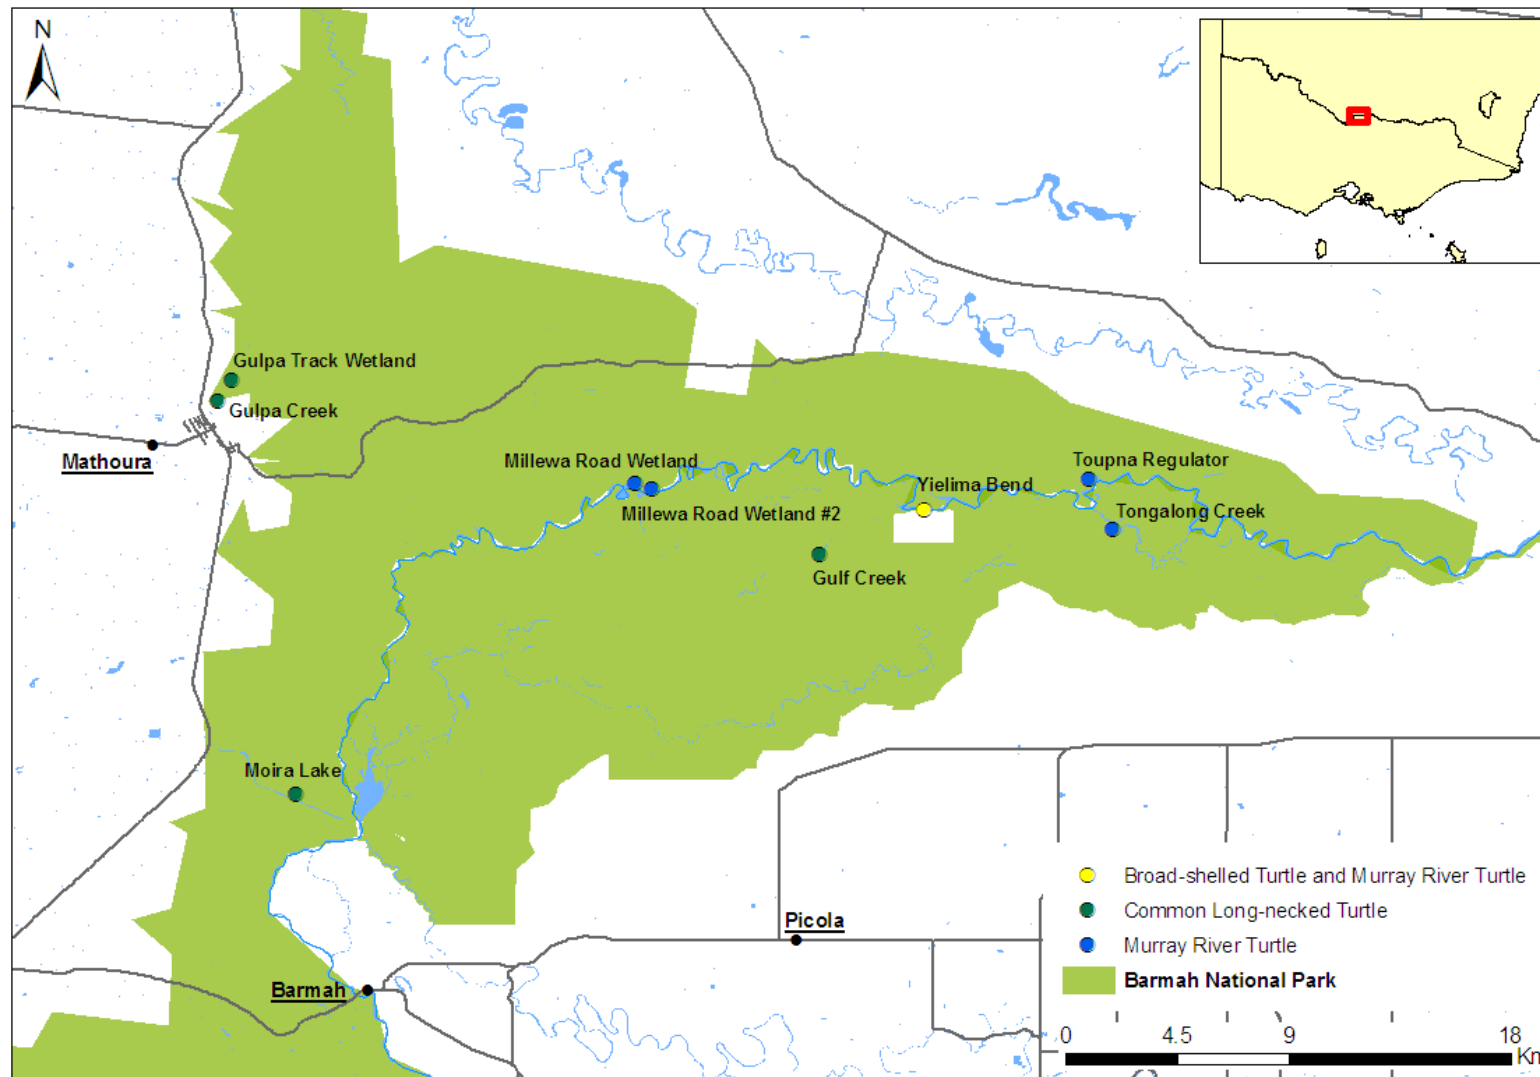 N
Gulpa Track Wetland
Gulpa Creek
Mathoura
Millewa Road Wetland
Millewa Road Wetland #2
Yielima Bend
Toupna Regulator
Tongalong Creek
Gulf Creek
Moira Lake
Picola
Barmah
Broad-shelled Turtle and Murray River Turtle
Common Long-necked Turtle
Murray River Turtle
Barmah National Park
0 4.5 9 18
Km